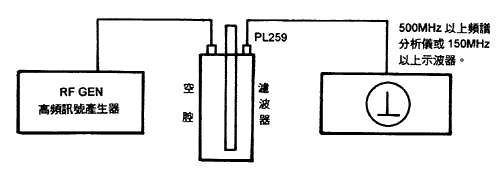 500MHz 以上頻譜
分析儀或 150MHz
以上示波器。
PL259
RF GEN
高頻訊號產生器
空腔
濾波器